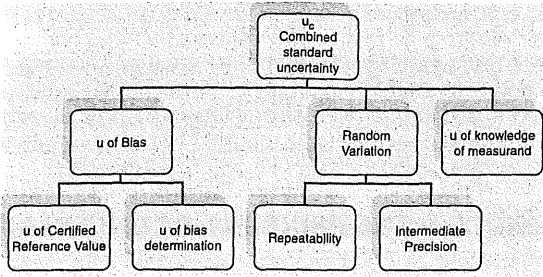 uc
Combined
standard
uncertainty
u of Bias
Random
Variation
u of knowledge
of measurand
u of Certified
Reference Value
u of bias
determination
Repeatability
Intermediate
Precision